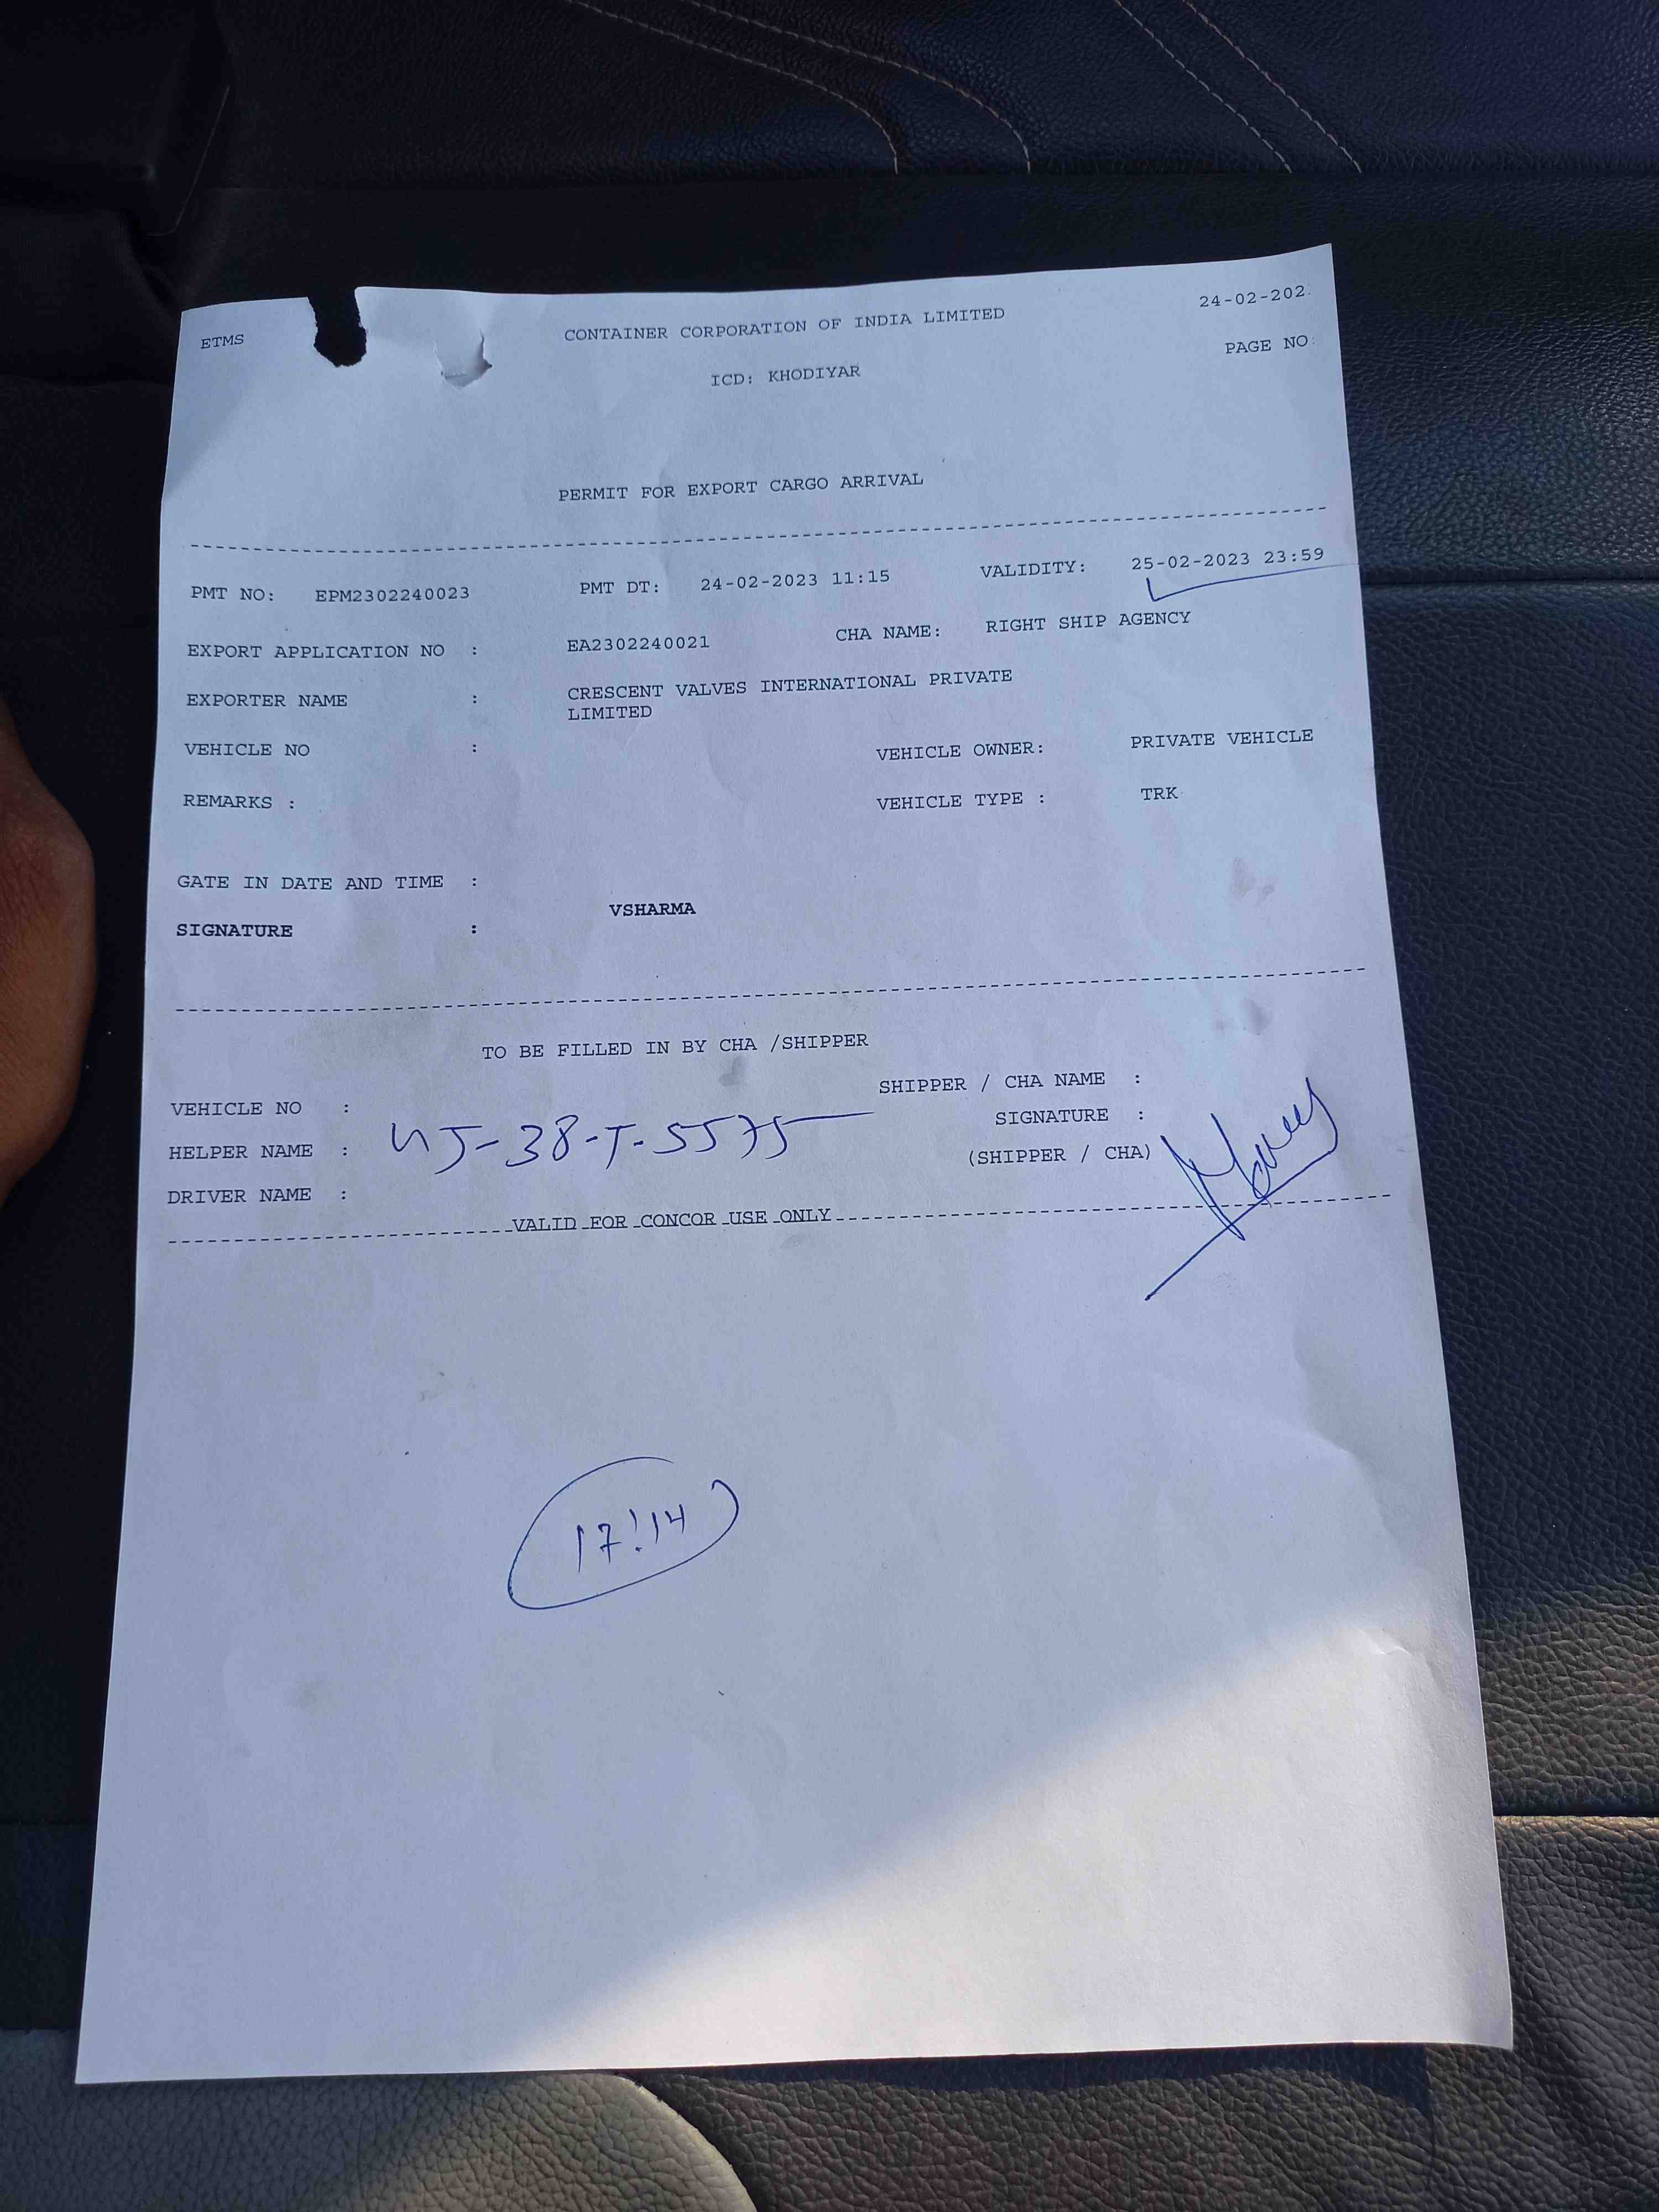 ETMS CONTAINER CORPORATION OF INDIA LIMITED 24-02-202
ICD: KHODIYAR PAGE NO:
PERMIT FOR EXPORT CARGO ARRIVAL
PMT NO: EPM2302240023 PMT DT: 24-02-2023 11:15 VALIDITY: 25-02-2023 23:59
EXPORT APPLICATION NO : EA2302240021 CHA NAME: RIGHT SHIP AGENCY
EXPORTER NAME : CRESCENT VALVES INTERNATIONAL PRIVATE
LIMITED
VEHICLE NO : VEHICLE OWNER: PRIVATE VEHICLE
REMARKS : VEHICLE TYPE : TRK
GATE IN DATE AND TIME :
VSHARMA
SIGNATURE :
TO BE FILLED IN BY CHA /SHIPPER
VEHICLE NO : SHIPPER / CHA NAME :
SIGNATURE :
HELPER NAME : 38-T-5575 (SHIPPER / CHA)
DRIVER NAME :
VALID FOR CONCOR USE ONLY
17:14